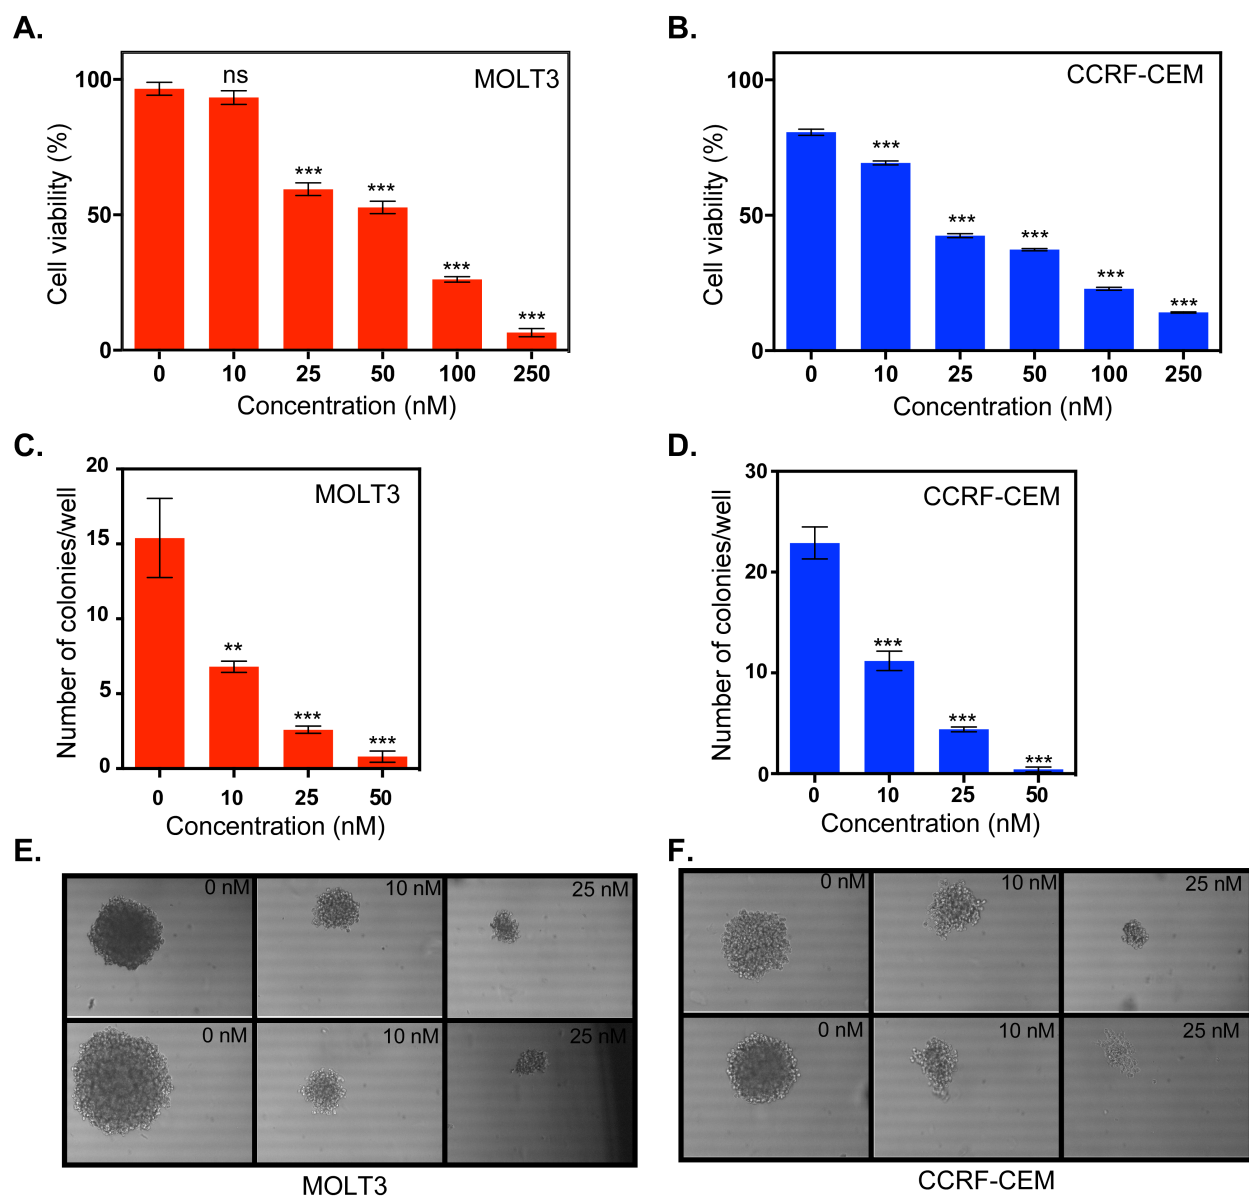 A.
MOLT3
Cell viability (%)
100
50
0
ns
***
***
***
***
0 10 25 50 100 250
Concentration (nM)
B.
CCRF-CEM
Cell viability (%)
100
50
0
***
***
***
***
***
0 10 25 50 100 250
Concentration (nM)
C.
MOLT3
Number of colonies/well
20
15
10
5
0
**
***
***
0 10 25 50
Concentration (nM)
D.
CCRF-CEM
Number of colonies/well
30
20
10
0
***
***
***
0 10 25 50
Concentration (nM)
E.
0 nM 10 nM 25 nM
0 nM 10 nM 25 nM
MOLT3
F.
0 nM 10 nM 25 nM
0 nM 10 nM 25 nM
CCRF-CEM